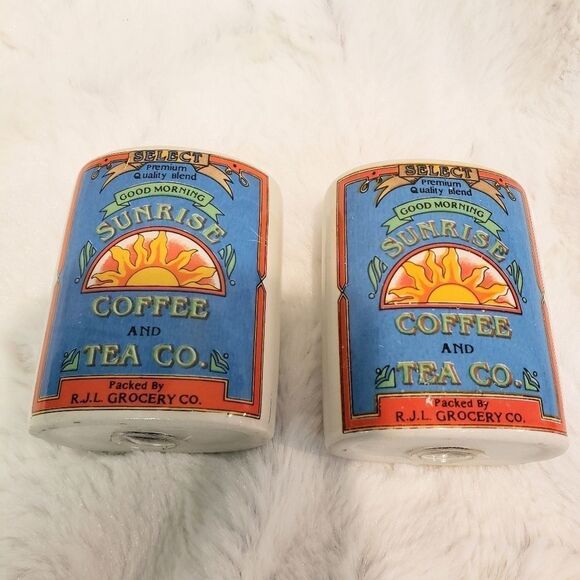 SELECT
Premium
Quality Blend
GOOD MORNING
SUNRISE
COFFEE
AND
TEA CO.
Packed By
R.J.L. GROCERY CO.
SELECT
Premium
Quality Blend
GOOD MORNING
SUNRISE
COFFEE
AND
TEA CO.
Packed By
R.J.L. GROCERY CO.